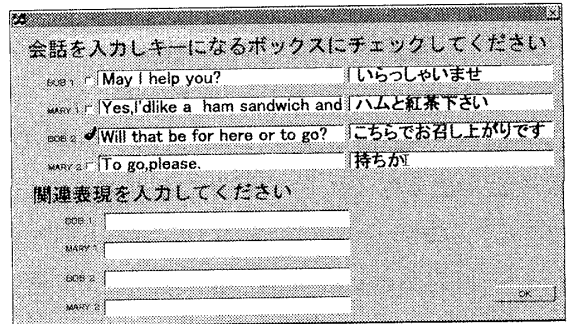 会話を入力しキーになるボックスにチェックしてください
BOB 1 May I help you? いらっしゃいませ
MARY 1 Yes,I'dlike a ham sandwich and ハムと紅茶下さい
BOB 2 Will that be for here or to go? こちらでお召し上がりです
MARY 2 To go,please. 持ちか
関連表現を入力してください
BOB 1
MARY 1
BOB 2
MARY 2
OK